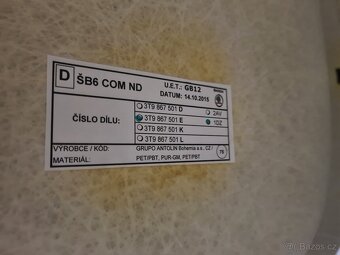 D ŠB6 COM ND
U.E.T.: GB12
DATUM: 14.10.2015
ČÍSLO DÍLU:
3T9 867 501 D
3T9 867 501 E
3T9 867 501 K
3T9 867 501 L
2AV
1DZ
VÝROBCE / KÓD: GRUPO ANTOLIN Bohemia a.s., CZ / 78
MATERIÁL: PET/PBT, PUR-GM, PET/PBT
Bazos.cz